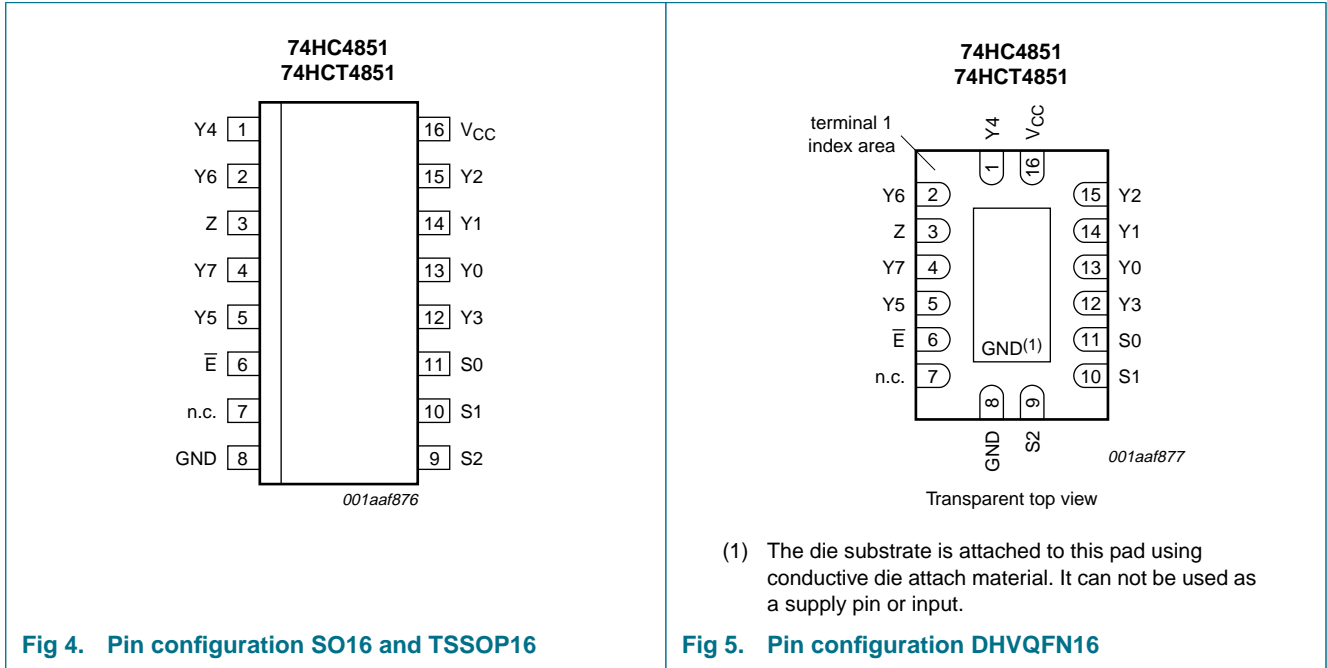 74HC4851
74HCT4851
Y4 1 16 VCC
Y6 2 15 Y2
Z 3 14 Y1
Y7 4 13 Y0
Y5 5 12 Y3
E̅ 6 11 S0
n.c. 7 10 S1
GND 8 9 S2
001aaf876
Fig 4. Pin configuration SO16 and TSSOP16
74HC4851
74HCT4851
terminal 1
index area
Y4 VCC
1 16
Y6 2 15 Y2
Z 3 14 Y1
Y7 4 13 Y0
Y5 5 12 Y3
E̅ 6 11 S0
GND(1)
n.c. 7 10 S1
8 9
GND S2
001aaf877
Transparent top view
(1) The die substrate is attached to this pad using
conductive die attach material. It can not be used as
a supply pin or input.
Fig 5. Pin configuration DHVQFN16